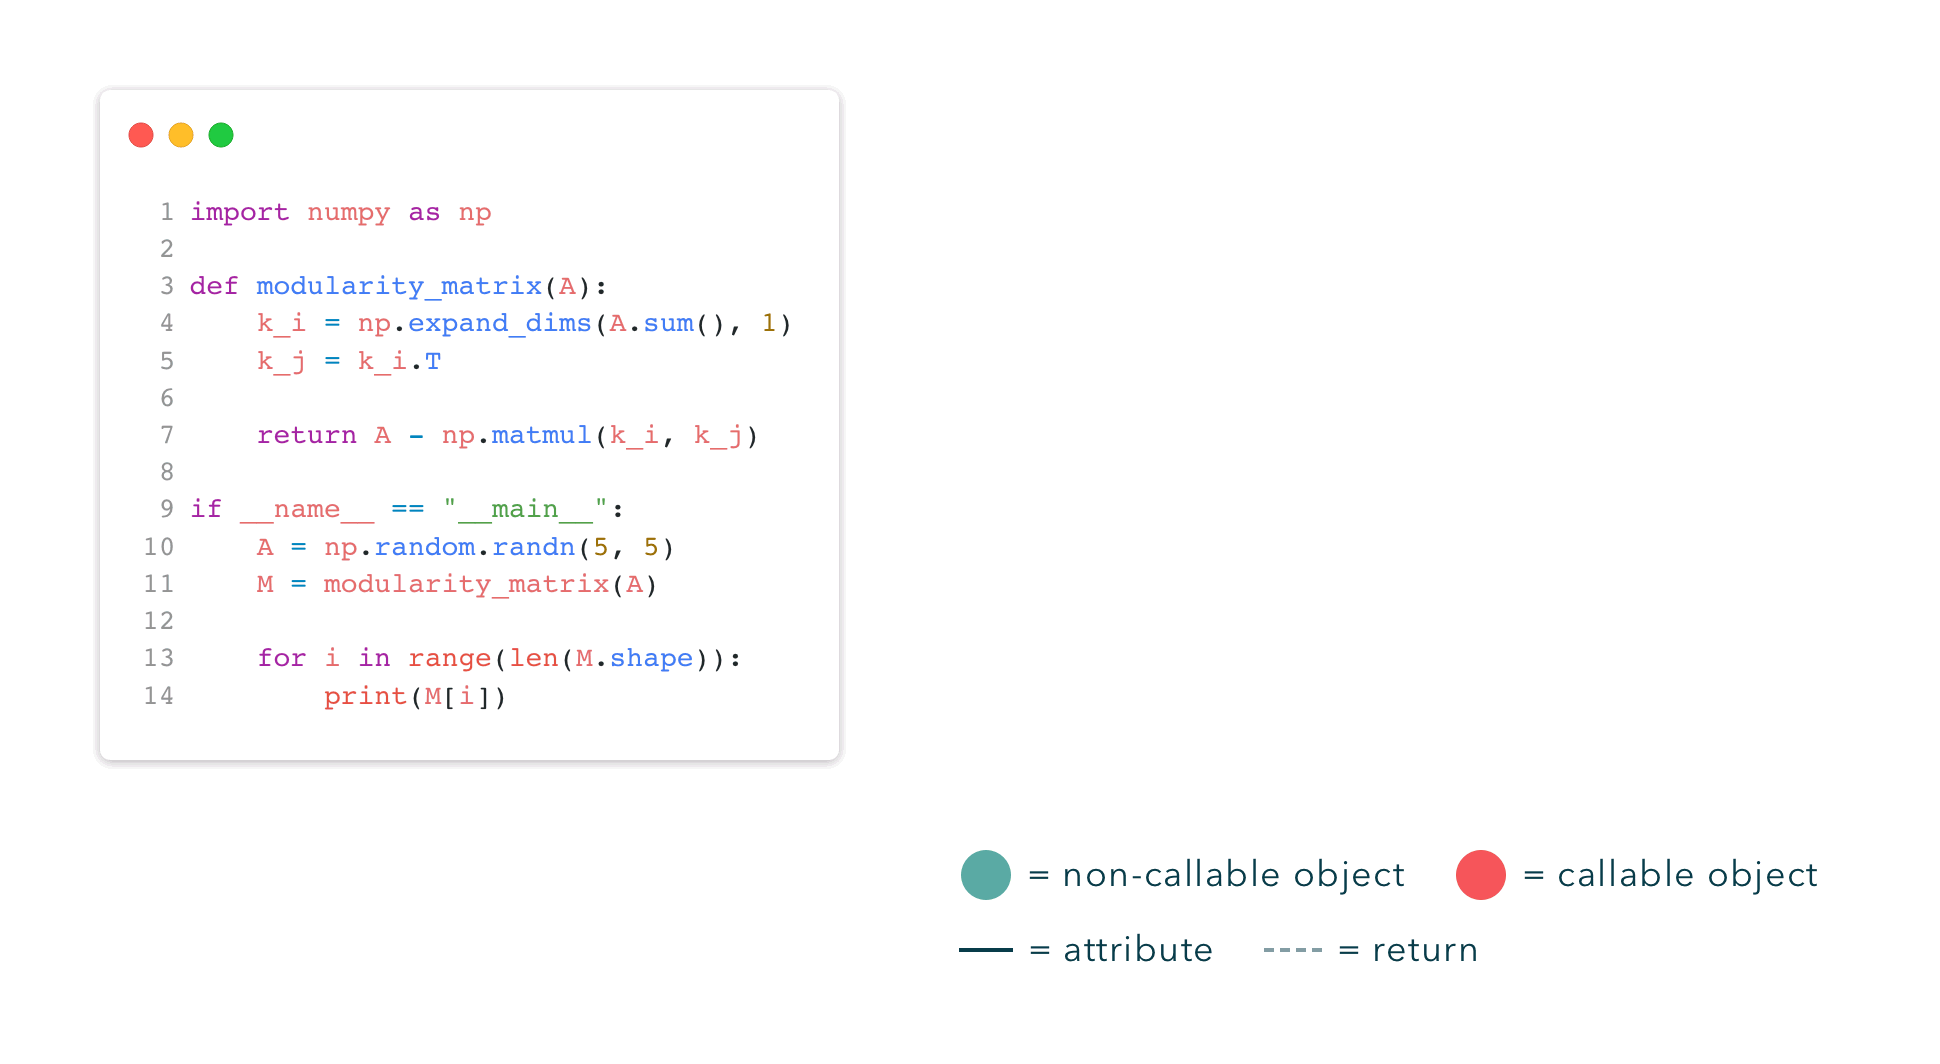 1 import numpy as np
2
3 def modularity_matrix(A):
4     k_i = np.expand_dims(A.sum(), 1)
5     k_j = k_i.T
6
7     return A - np.matmul(k_i, k_j)
8
9 if __name__ == "__main__":
10     A = np.random.randn(5, 5)
11     M = modularity_matrix(A)
12
13     for i in range(len(M.shape)):
14         print(M[i])
= non-callable object = callable object
= attribute = return